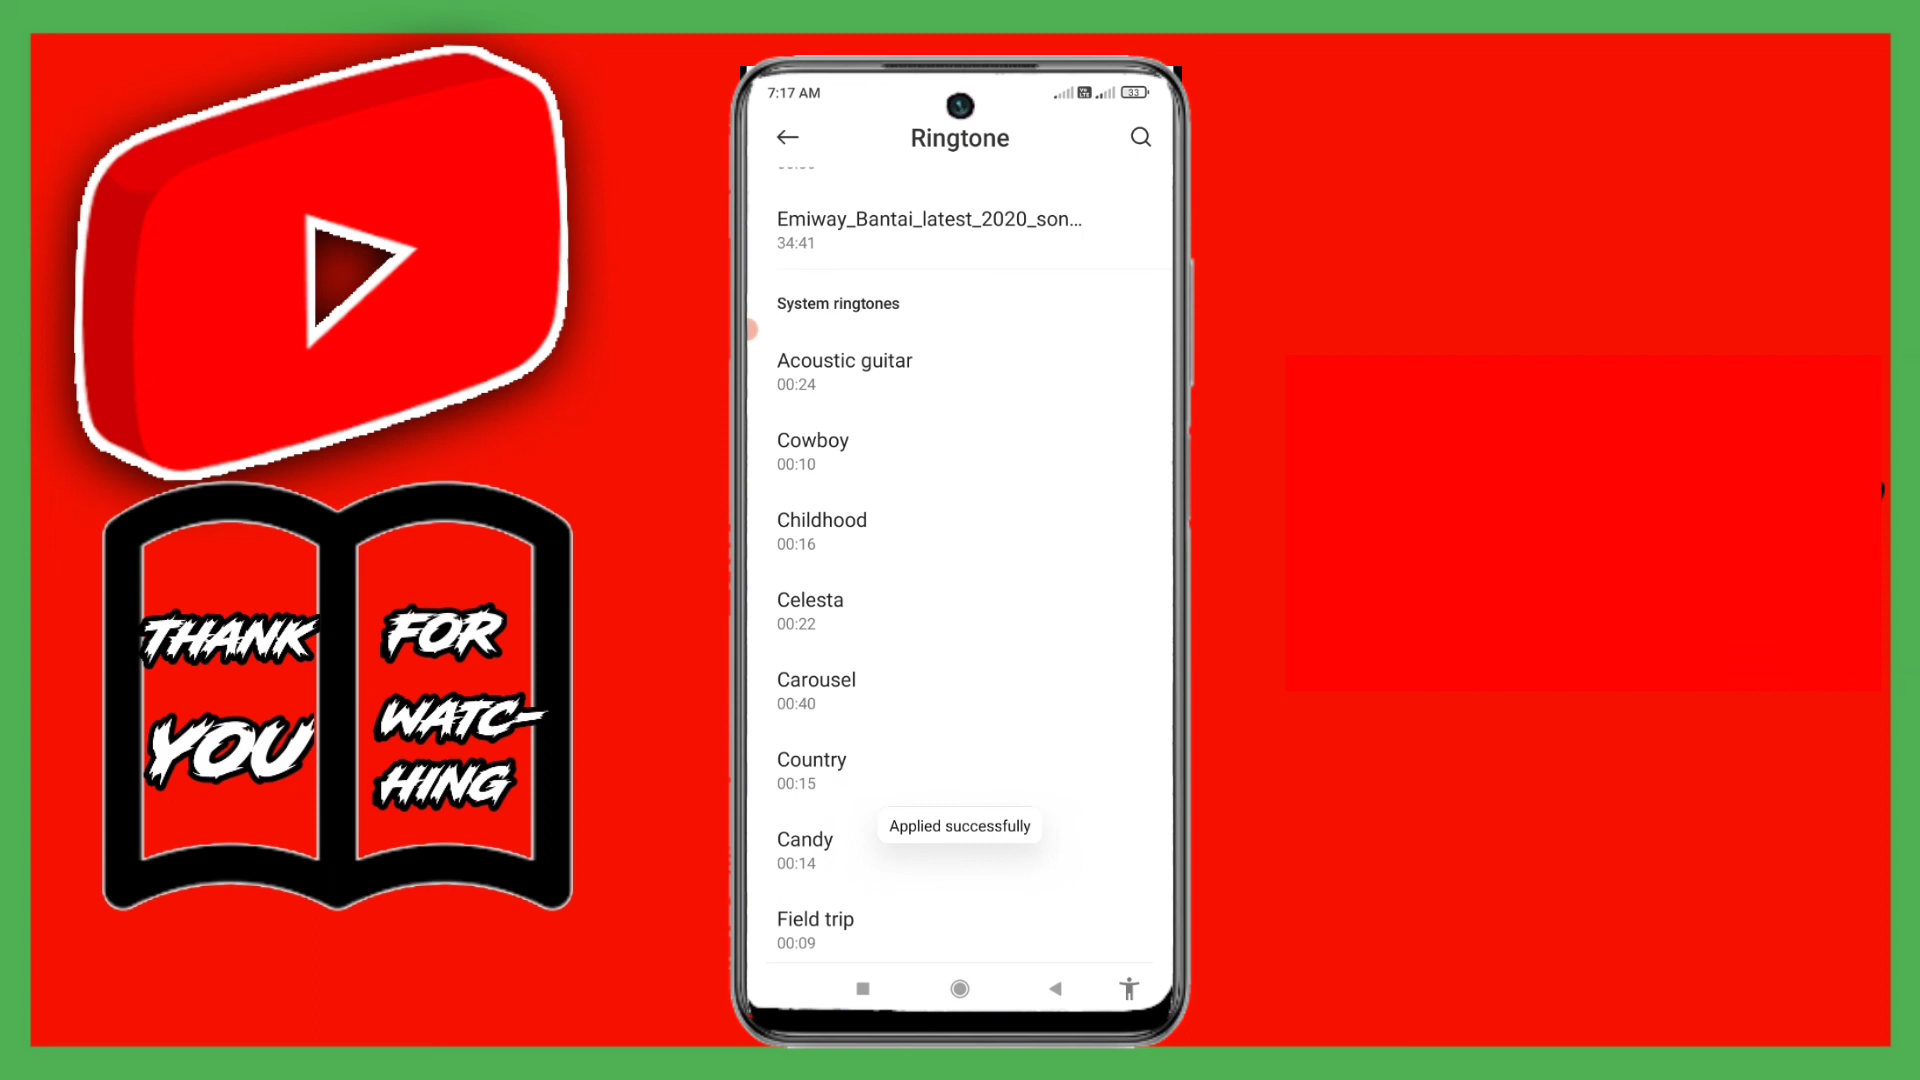 7:17 AM
33
Ringtone
Emiway_Bantai_latest_2020_son...
34:41
System ringtones
Acoustic guitar
00:24
Cowboy
00:10
Childhood
00:16
Celesta
00:22
Carousel
00:40
Country
00:15
Applied successfully
Candy
00:14
Field trip
00:09
THANK
YOU
FOR
WATC-
HING